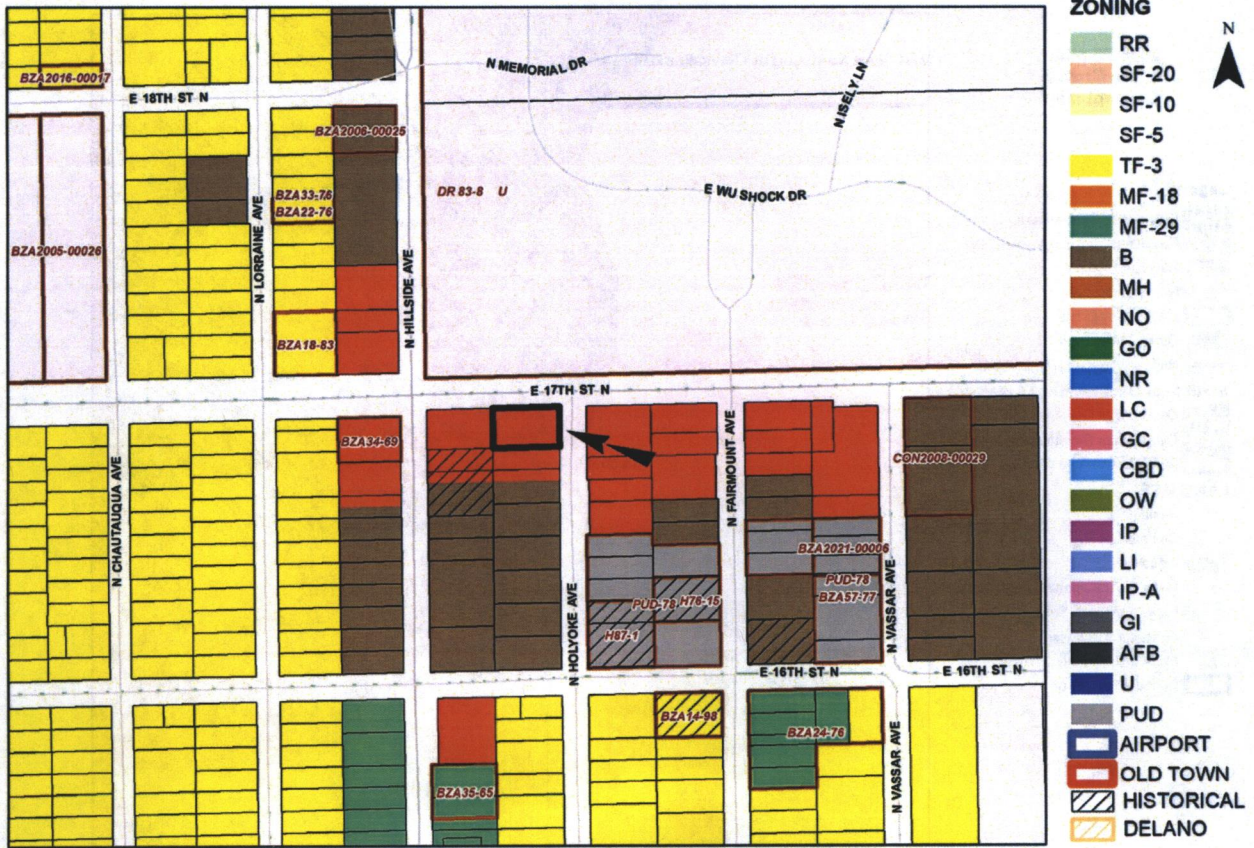 ZONING
N
RR
SF-20
SF-10
SF-5
TF-3
MF-18
MF-29
B
MH
NO
GO
NR
LC
GC
CBD
OW
IP
LI
IP-A
GI
AFB
U
PUD
AIRPORT
OLD TOWN
HISTORICAL
DELANO
BZA2016-00017
E 18TH ST N
N MEMORIAL DR
N ISELY LN
BZA2006-00025
DR 83-8 U
E WU SHOCK DR
BZA33-76
BZA22-76
BZA2005-00026
N LORRAINE AVE
N HILLSIDE AVE
BZA18-83
E 17TH ST N
BZA34-69
N CHAUTAUQUA AVE
N FAIRMOUNT AVE
CON2008-00029
BZA2021-00006
PUD-78
BZA57-77
PUD-78
H76-15
H87-1
N HOLYOKE AVE
N VASSAR AVE
E 16TH ST N
E 16TH ST N
BZA14-98
BZA24-76
N VASSAR AVE
BZA35-65